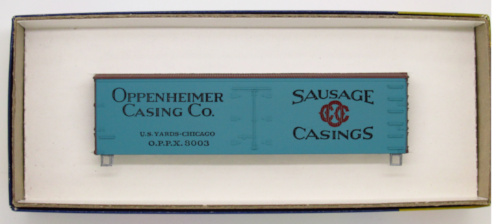 OPPENHEIMER
CASING CO.
U.S. YARDS-CHICAGO
O.P.P.X. 3003
SAUSAGE
CASINGS